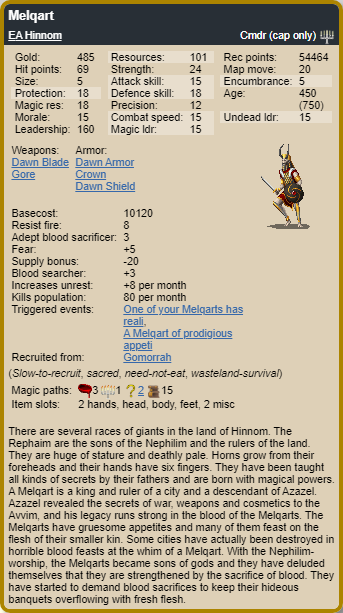 Melqart
EA Hinnom Cmdr (cap only)
Gold: 485 Resources: 101 Rec points: 54464
Hit points: 69 Strength: 24 Map move: 20
Size: 5 Attack skill: 15 Encumbrance: 5
Protection: 18 Defence skill: 18 Age: 450
Magic res: 18 Precision: 12 (750)
Morale: 15 Combat speed: 15 Undead ldr: 15
Leadership: 160 Magic ldr: 15
Weapons: Armor:
Dawn Blade Dawn Armor
Gore Crown
Dawn Shield
Basecost: 10120
Resist fire: 8
Adept blood sacrificer: 3
Fear: +5
Supply bonus: -20
Blood searcher: +3
Increases unrest: +8 per month
Kills population: 80 per month
Triggered events: One of your Melqarts has
reali,
A Melqart of prodigious
appeti
Recruited from: Gomorrah
(Slow-to-recruit, sacred, need-not-eat, wasteland-survival)
Magic paths: 3 1 ? 2 15
Item slots: 2 hands, head, body, feet, 2 misc
There are several races of giants in the land of Hinnom. The
Rephaim are the sons of the Nephilim and the rulers of the land.
They are huge of stature and deathly pale. Horns grow from their
foreheads and their hands have six fingers. They have been taught
all kinds of secrets by their fathers and are born with magical powers.
A Melqart is a king and ruler of a city and a descendant of Azazel.
Azazel revealed the secrets of war, weapons and cosmetics to the
Avvim, and his legacy runs strong in the blood of the Melqarts. The
Melqarts have gruesome appetites and many of them feast on the
flesh of their smaller kin. Some cities have actually been destroyed in
horrible blood feasts at the whim of a Melqart. With the Nephilim-
worship, the Melqarts became sons of gods and they have deluded
themselves that they are strengthened by the sacrifice of blood. They
have started to demand blood sacrifices to keep their hideous
banquets overflowing with fresh flesh.